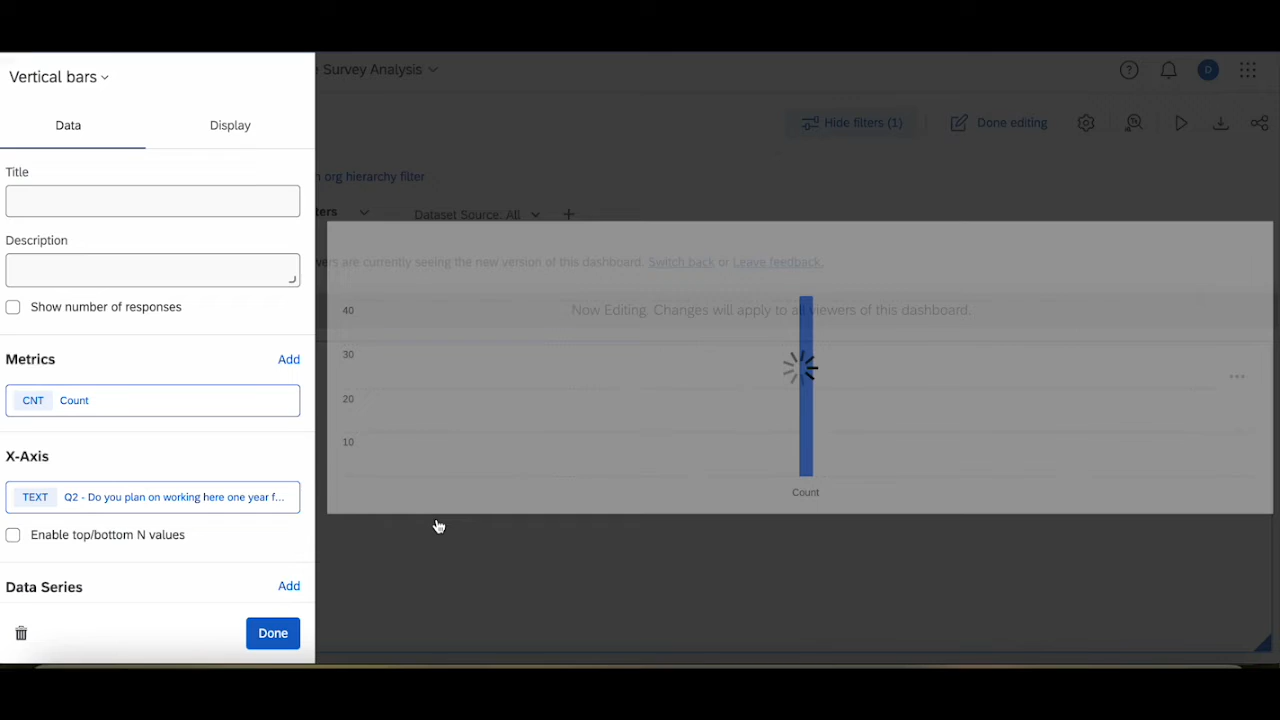 Vertical bars
Survey Analysis
D
Data
Display
Hide filters (1)
Done editing
Title
org hierarchy filter
Dataset Source: All
Description
are currently seeing the new version of this dashboard. Switch back or Leave feedback.
Show number of responses
Now Editing. Changes will apply to all viewers of this dashboard.
40
30
20
10
Count
Metrics
Add
CNT Count
X-Axis
TEXT Q2 - Do you plan on working here one year f...
Enable top/bottom N values
Data Series
Add
Done